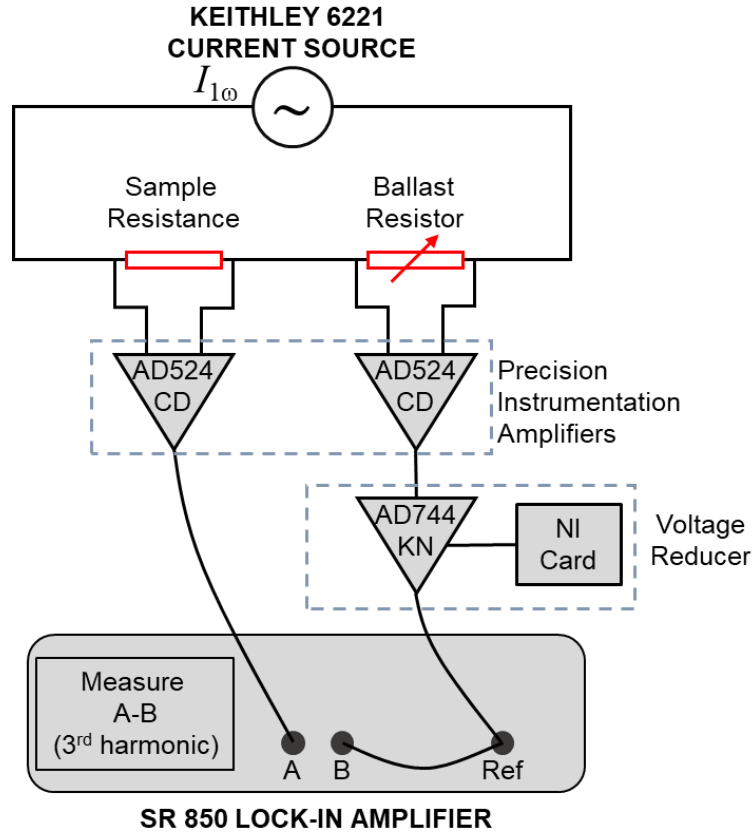 KEITHLEY 6221
CURRENT SOURCE
I1ω
~
Sample
Resistance
Ballast
Resistor
AD524
CD
AD524
CD
Precision
Instrumentation
Amplifiers
AD744
KN
NI
Card
Voltage
Reducer
Measure
A-B
(3rd harmonic)
A
B
Ref
SR 850 LOCK-IN AMPLIFIER